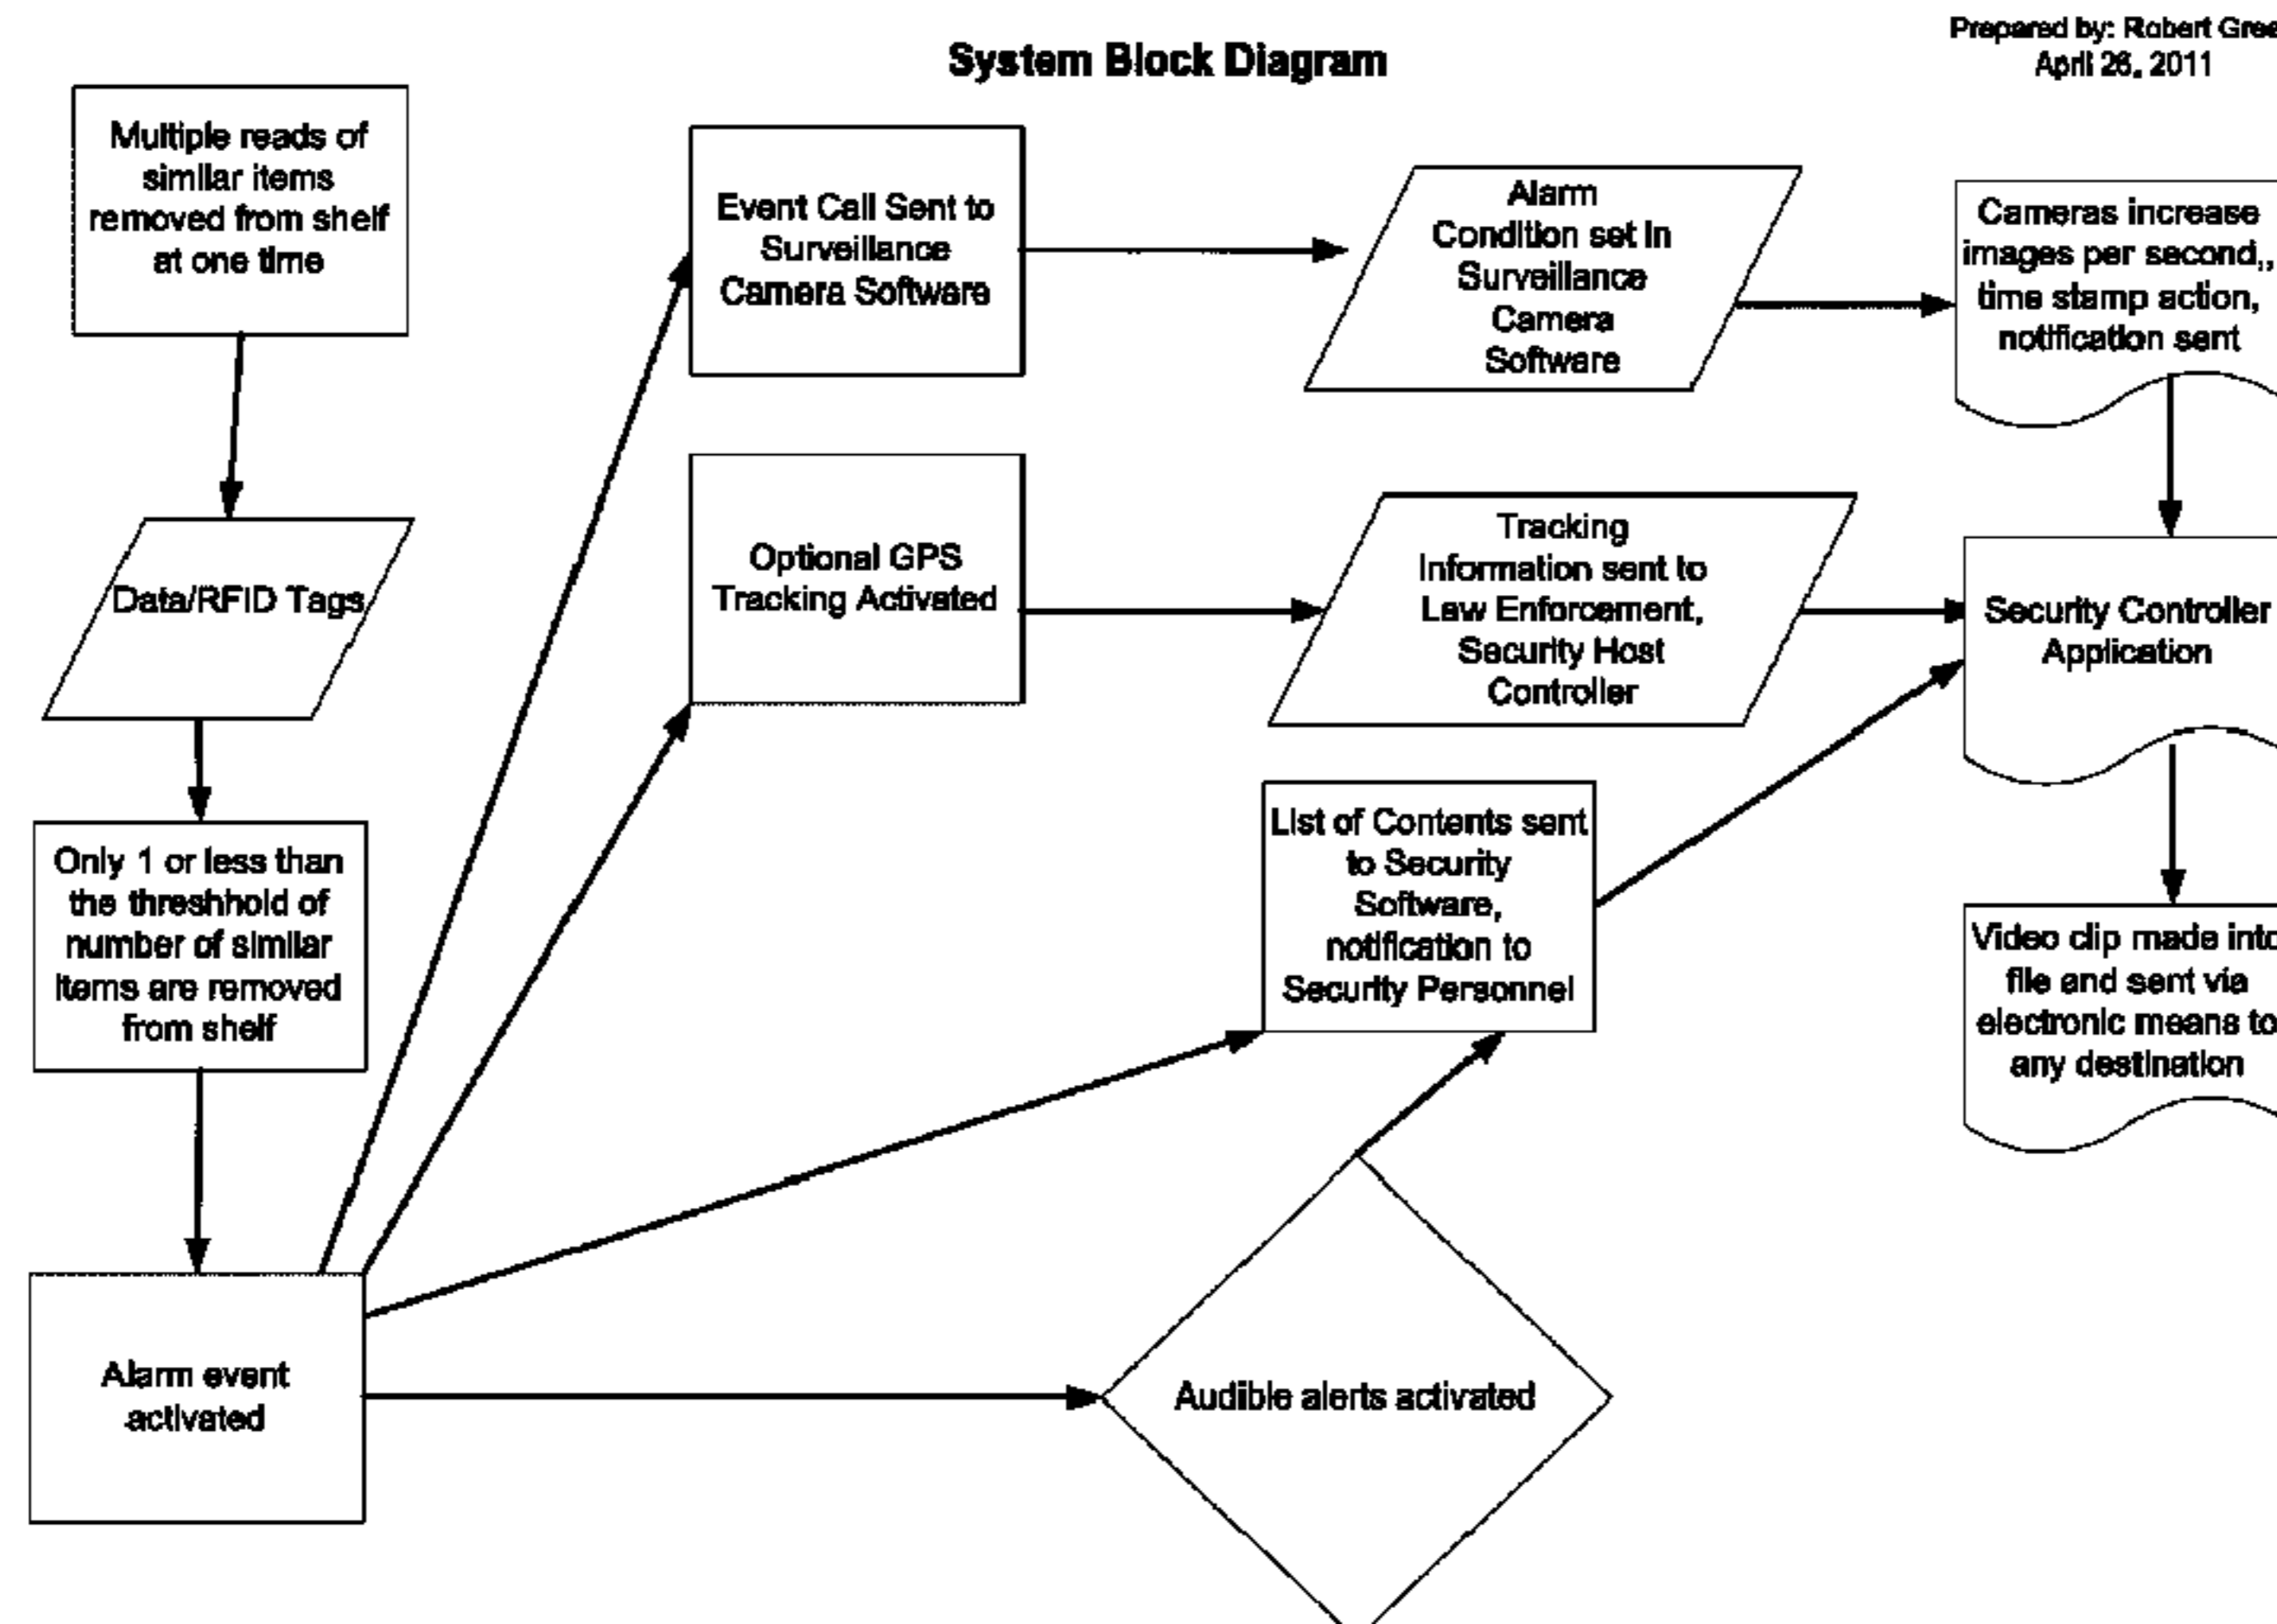 System Block Diagram
Prepared by: Robert Gree
April 26, 2011
Multiple reads of
similar items
removed from shelf
at one time
Event Call Sent to
Surveillance
Camera Software
Alarm
Condition set in
Surveillance
Camera
Software
Cameras increase
images per second,,
time stamp action,
notification sent
Data/RFID Tags
Optional GPS
Tracking Activated
Tracking
Information sent to
Law Enforcement,
Security Host
Controller
Security Controller
Application
Only 1 or less than
the threshhold of
number of similar
items are removed
from shelf
List of Contents sent
to Security
Software,
notification to
Security Personnel
Video clip made into
file and sent via
electronic means to
any destination
Alarm event
activated
Audible alerts activated